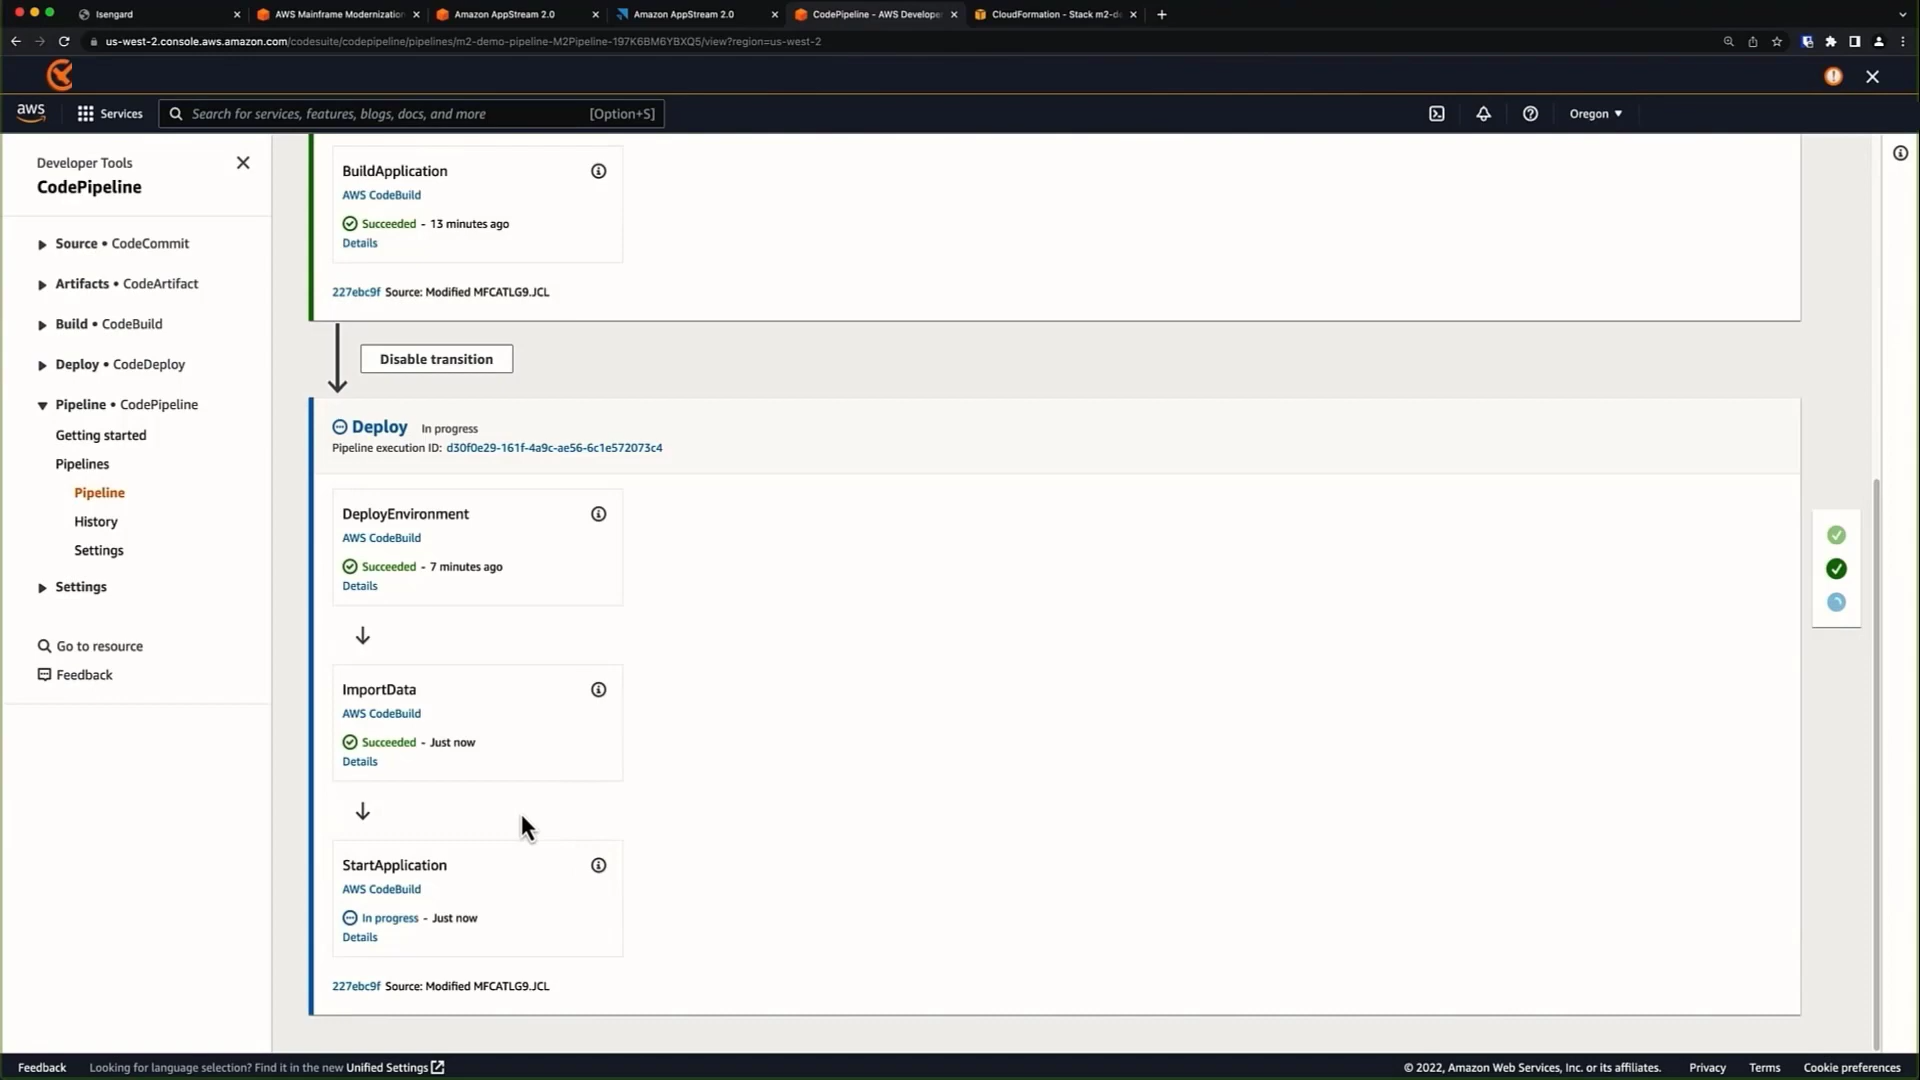 Isengard
AWS Mainframe Modernization
Amazon AppStream 2.0
Amazon AppStream 2.0
CodePipeline - AWS Develope
CloudFormation - Stack m2-d
us-west-2.console.aws.amazon.com/codesuite/codepipeline/pipelines/m2-demo-pipeline-M2Pipeline-197K6BM6YBXQ5/view?region=us-west-2
aws
Services
Search for services, features, blogs, docs, and more
[Option+S]
Oregon
Developer Tools
CodePipeline
Source • CodeCommit
Artifacts • CodeArtifact
Build • CodeBuild
Deploy • CodeDeploy
Pipeline • CodePipeline
Getting started
Pipelines
Pipeline
History
Settings
Settings
Go to resource
Feedback
BuildApplication
AWS CodeBuild
Succeeded - 13 minutes ago
Details
227ebc9f Source: Modified MFCATLG9.JCL
Disable transition
Deploy In progress
Pipeline execution ID: d30f0e29-161f-4a9c-ae56-6c1e572073c4
DeployEnvironment
AWS CodeBuild
Succeeded - 7 minutes ago
Details
ImportData
AWS CodeBuild
Succeeded - Just now
Details
StartApplication
AWS CodeBuild
In progress - Just now
Details
227ebc9f Source: Modified MFCATLG9.JCL
Feedback
Looking for language selection? Find it in the new Unified Settings
© 2022, Amazon Web Services, Inc. or its affiliates.
Privacy
Terms
Cookie preferences